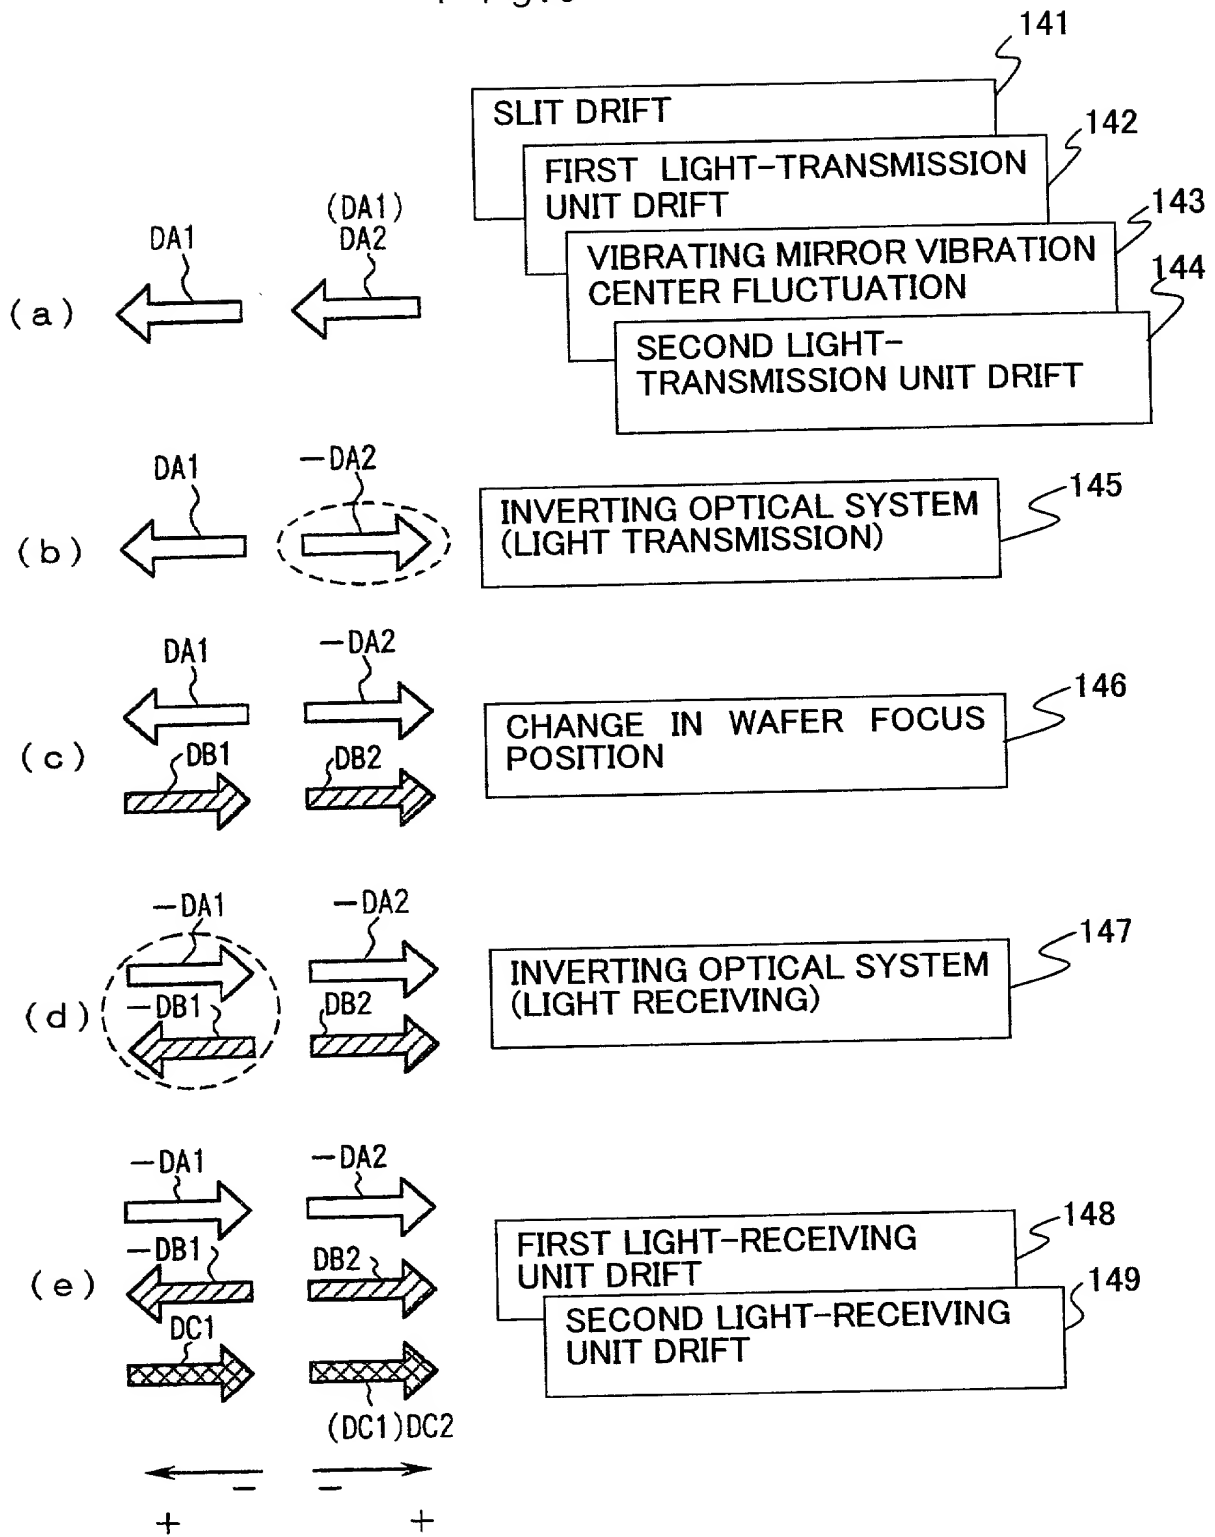 141
SLIT DRIFT
142
FIRST LIGHT-TRANSMISSION
UNIT DRIFT
143
VIBRATING MIRROR VIBRATION
CENTER FLUCTUATION
144
SECOND LIGHT-
TRANSMISSION UNIT DRIFT
(a)
DA1
(DA1)
DA2
(b)
DA1
−DA2
INVERTING OPTICAL SYSTEM
(LIGHT TRANSMISSION)
145
(c)
DA1
−DA2
DB1
DB2
CHANGE IN WAFER FOCUS
POSITION
146
(d)
−DA1
−DA2
−DB1
DB2
INVERTING OPTICAL SYSTEM
(LIGHT RECEIVING)
147
(e)
−DA1
−DA2
−DB1
DB2
DC1
(DC1)DC2
FIRST LIGHT-RECEIVING
UNIT DRIFT
148
SECOND LIGHT-RECEIVING
UNIT DRIFT
149
− −
+ +